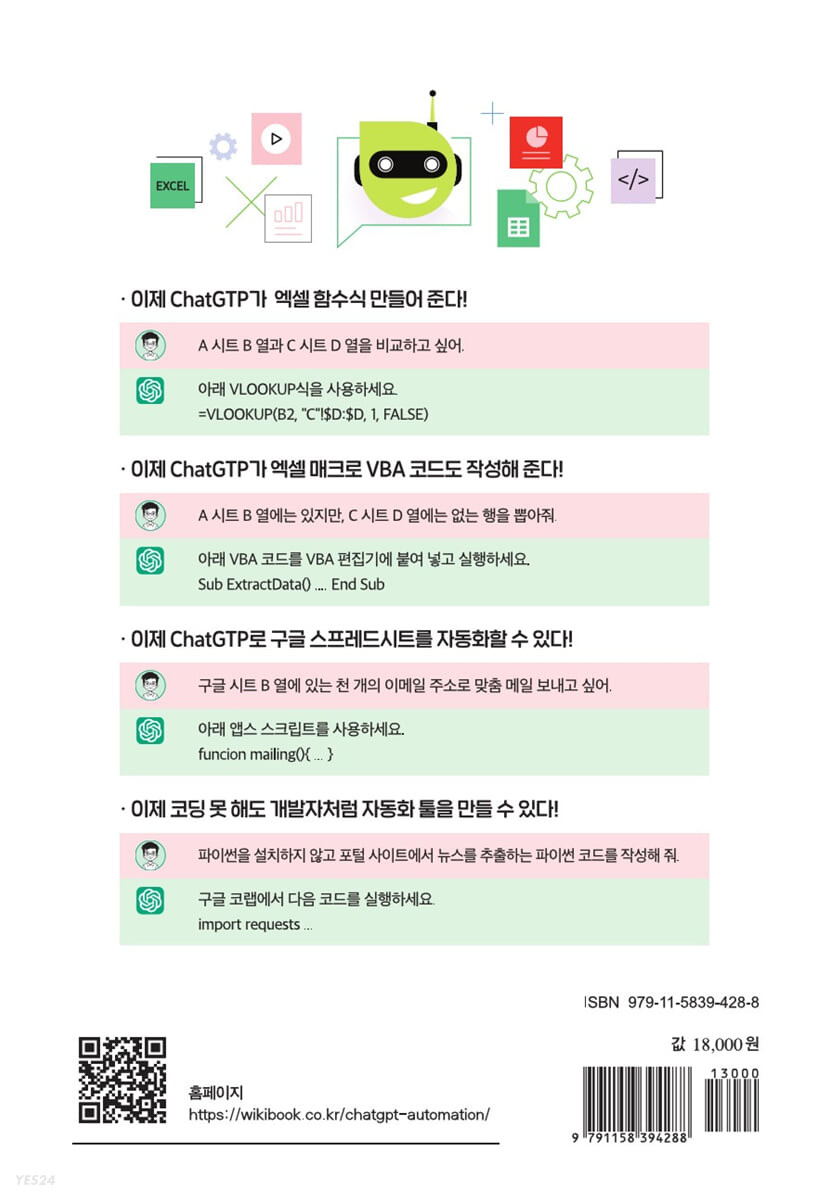 EXCEL
</>
· 이제 ChatGTP가 엑셀 함수식 만들어 준다!
A 시트 B 열과 C 시트 D 열을 비교하고 싶어.
아래 VLOOKUP식을 사용하세요.
=VLOOKUP(B2, "C"!$D:$D, 1, FALSE)
· 이제 ChatGTP가 엑셀 매크로 VBA 코드도 작성해 준다!
A 시트 B 열에는 있지만, C 시트 D 열에는 없는 행을 뽑아줘.
아래 VBA 코드를 VBA 편집기에 붙여 넣고 실행하세요.
Sub ExtractData() .... End Sub
· 이제 ChatGTP로 구글 스프레드시트를 자동화할 수 있다!
구글 시트 B 열에 있는 천 개의 이메일 주소로 맞춤 메일 보내고 싶어.
아래 앱스 스크립트를 사용하세요.
funcion mailing(){ ... }
· 이제 코딩 못 해도 개발자처럼 자동화 툴을 만들 수 있다!
파이썬을 설치하지 않고 포털 사이트에서 뉴스를 추출하는 파이썬 코드를 작성해 줘.
구글 코랩에서 다음 코드를 실행하세요.
import requests ...
ISBN 979-11-5839-428-8
값 18,000원
13000
홈페이지
https://wikibook.co.kr/chatgpt-automation/
9 791158 394288
YES24